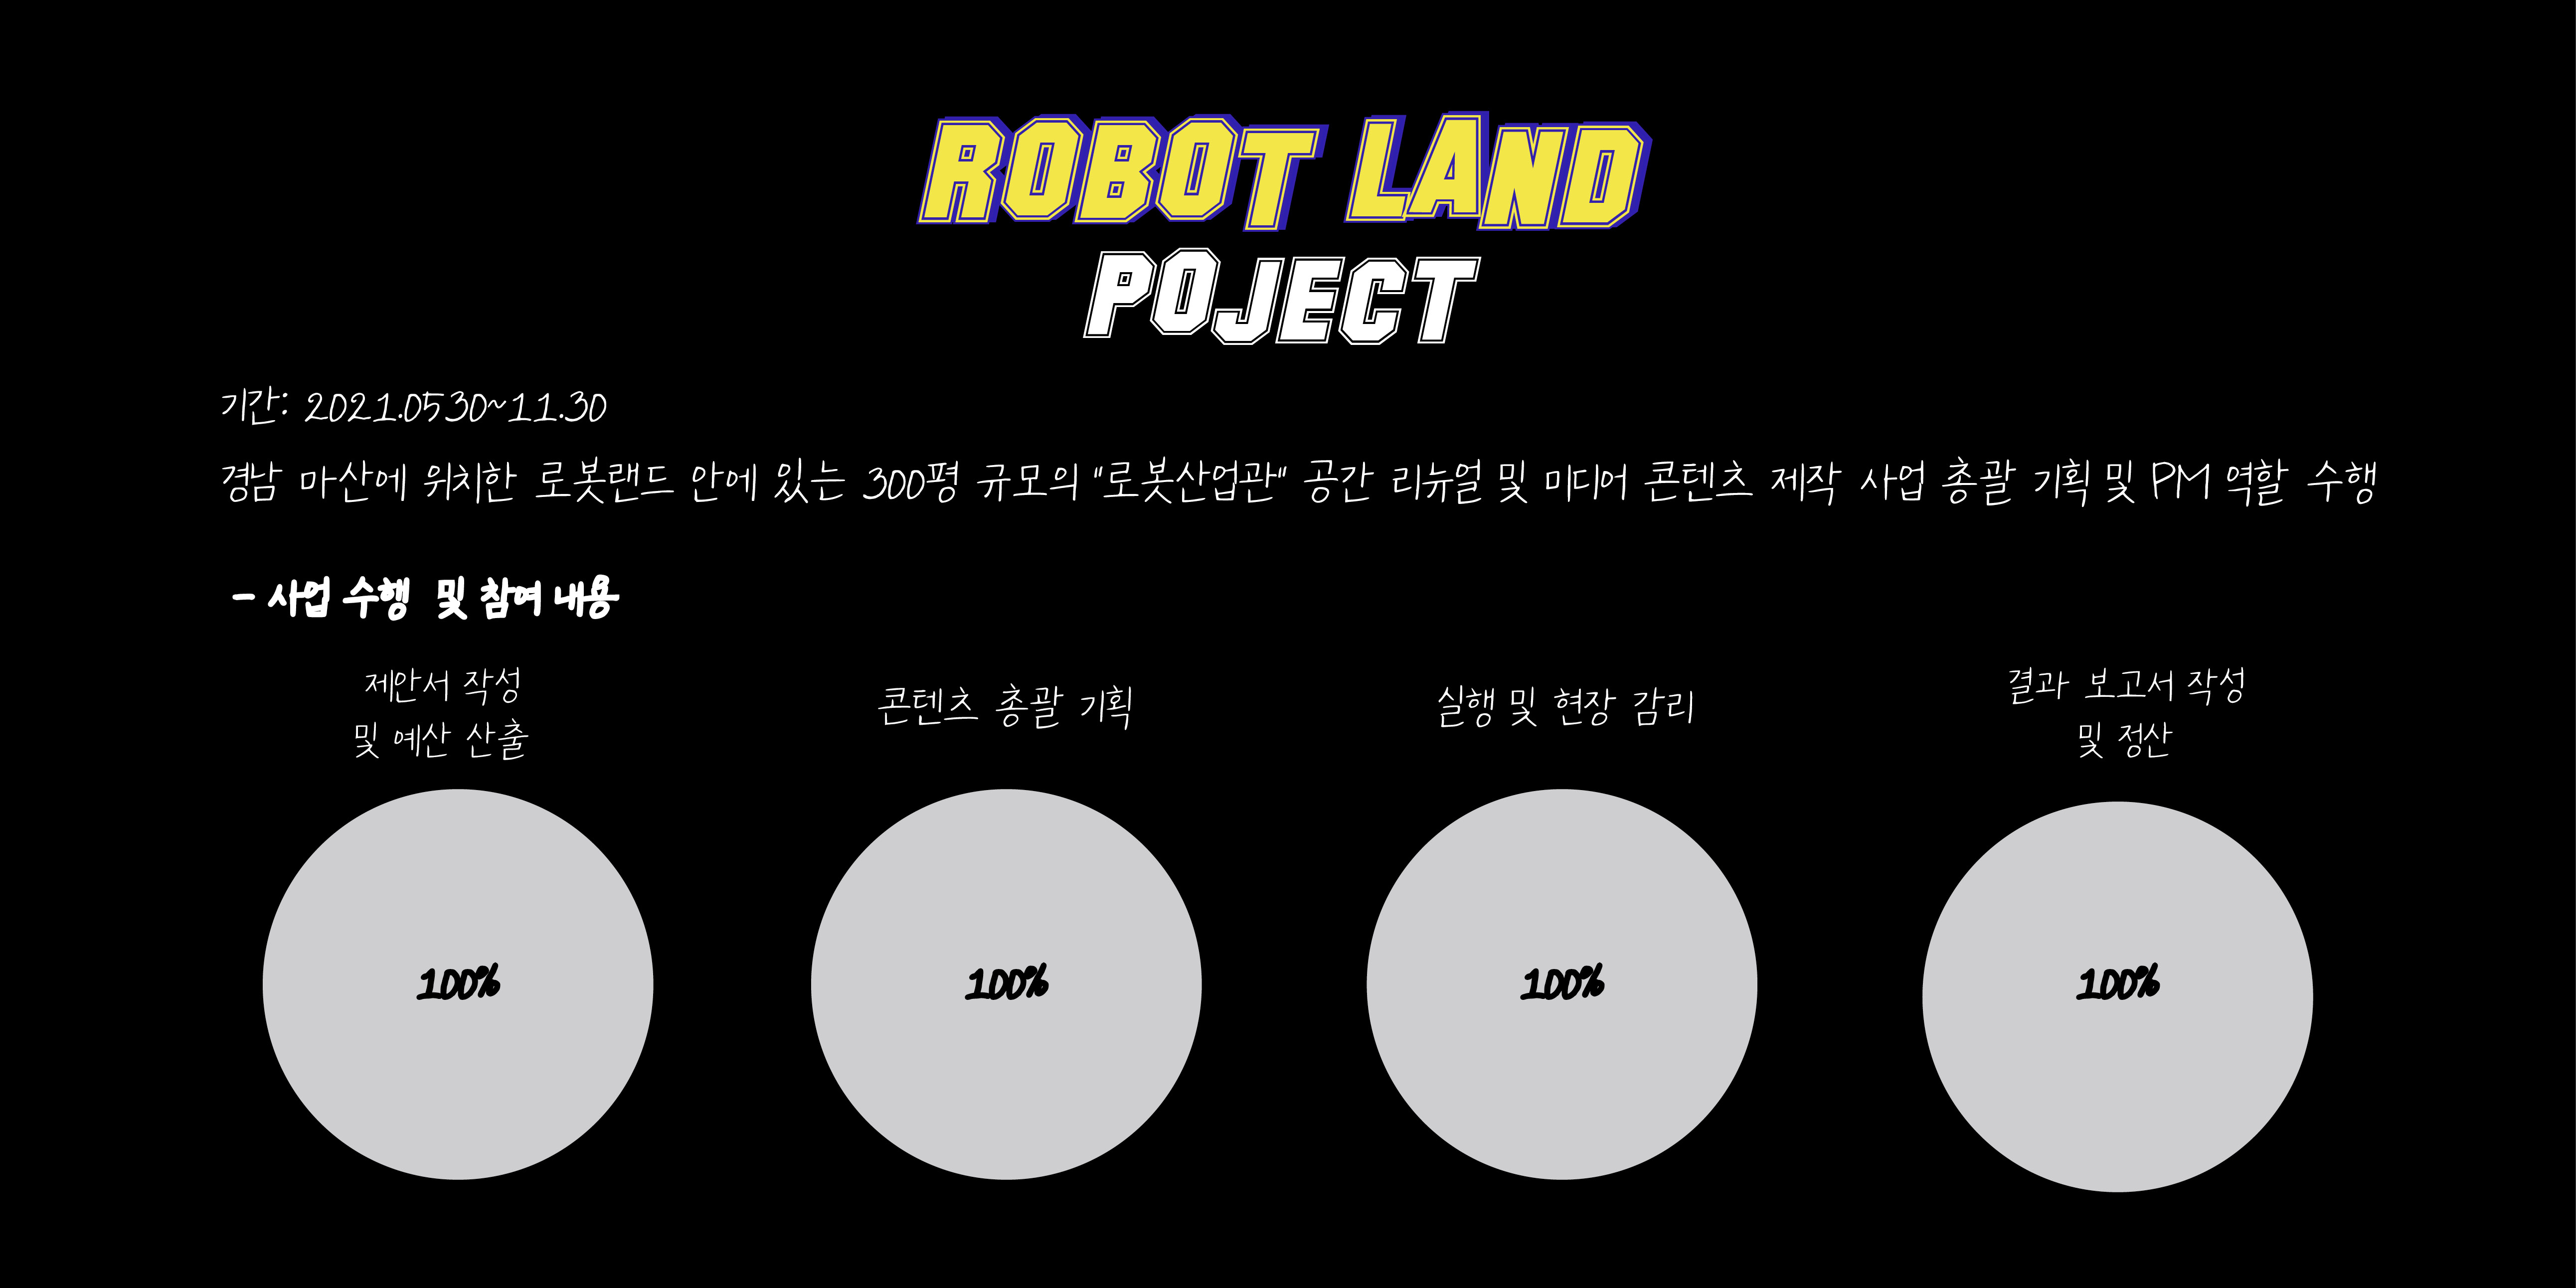 ROBOT LAND
POJECT
기간: 2021.0530~11.30
경남 마산에 위치한 로봇랜드 안에 있는 300평 규모의 "로봇산업관" 공간 리뉴얼 및 미디어 콘텐츠 제작 사업 총괄 기획 및 PM 역할 수행
- 사업 수행 및 참여 내용
제안서 작성
및 예산 산출
콘텐츠 총괄 기획
실행 및 현장 감리
결과 보고서 작성
및 정산
100%
100%
100%
100%